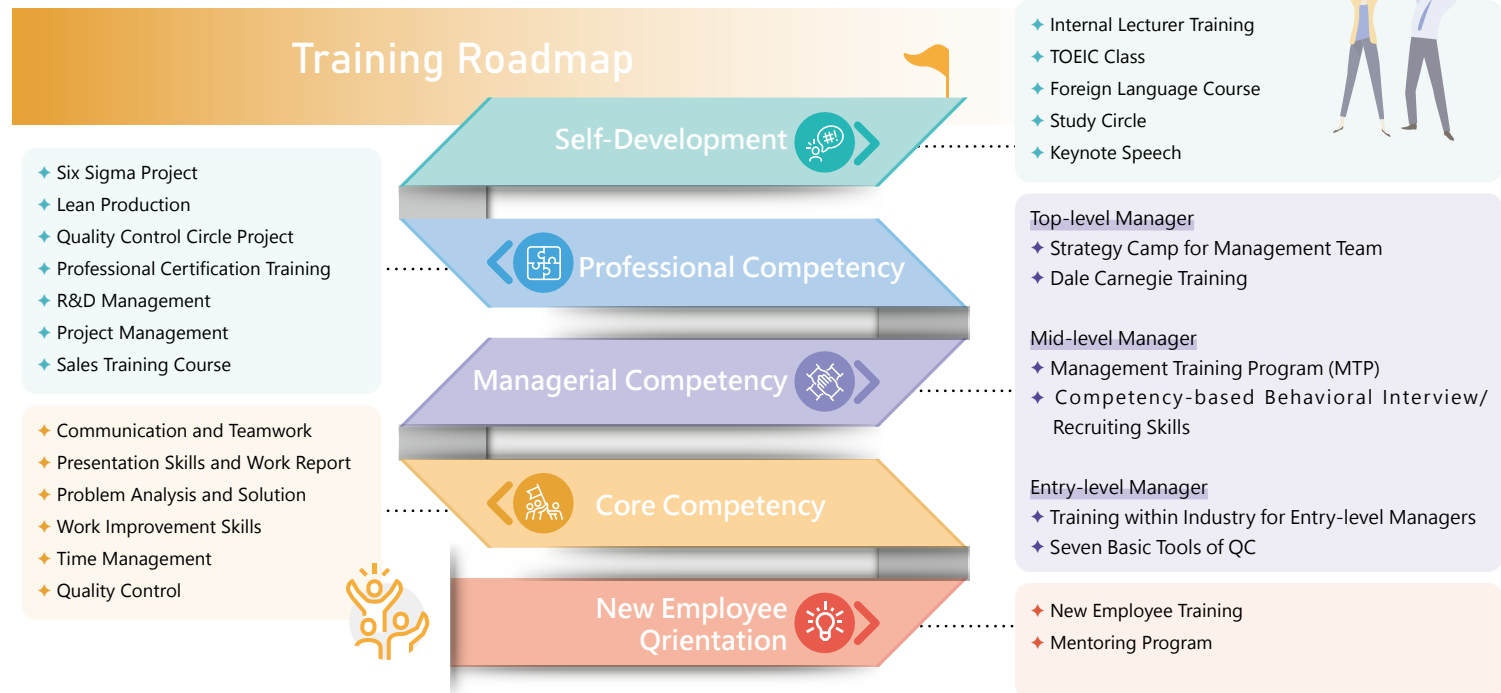 Training Roadmap
Self-Development
Internal Lecturer Training
TOEIC Class
Foreign Language Course
Study Circle
Keynote Speech
Professional Competency
Six Sigma Project
Lean Production
Quality Control Circle Project
Professional Certification Training
R&D Management
Project Management
Sales Training Course
Managerial Competency
Top-level Manager
Strategy Camp for Management Team
Dale Carnegie Training
Mid-level Manager
Management Training Program (MTP)
Competency-based Behavioral Interview/
Recruiting Skills
Entry-level Manager
Training within Industry for Entry-level Managers
Seven Basic Tools of QC
Core Competency
Communication and Teamwork
Presentation Skills and Work Report
Problem Analysis and Solution
Work Improvement Skills
Time Management
Quality Control
New Employee
Qrientation
New Employee Training
Mentoring Program
#!